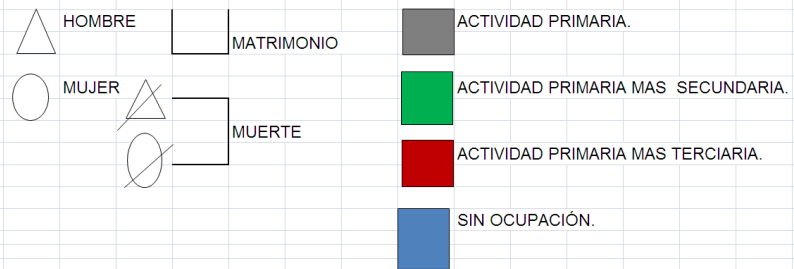 HOMBRE
MATRIMONIO
MUJER
MUERTE
ACTIVIDAD PRIMARIA.
ACTIVIDAD PRIMARIA MAS  SECUNDARIA.
ACTIVIDAD PRIMARIA MAS TERCIARIA.
SIN OCUPACIÓN.